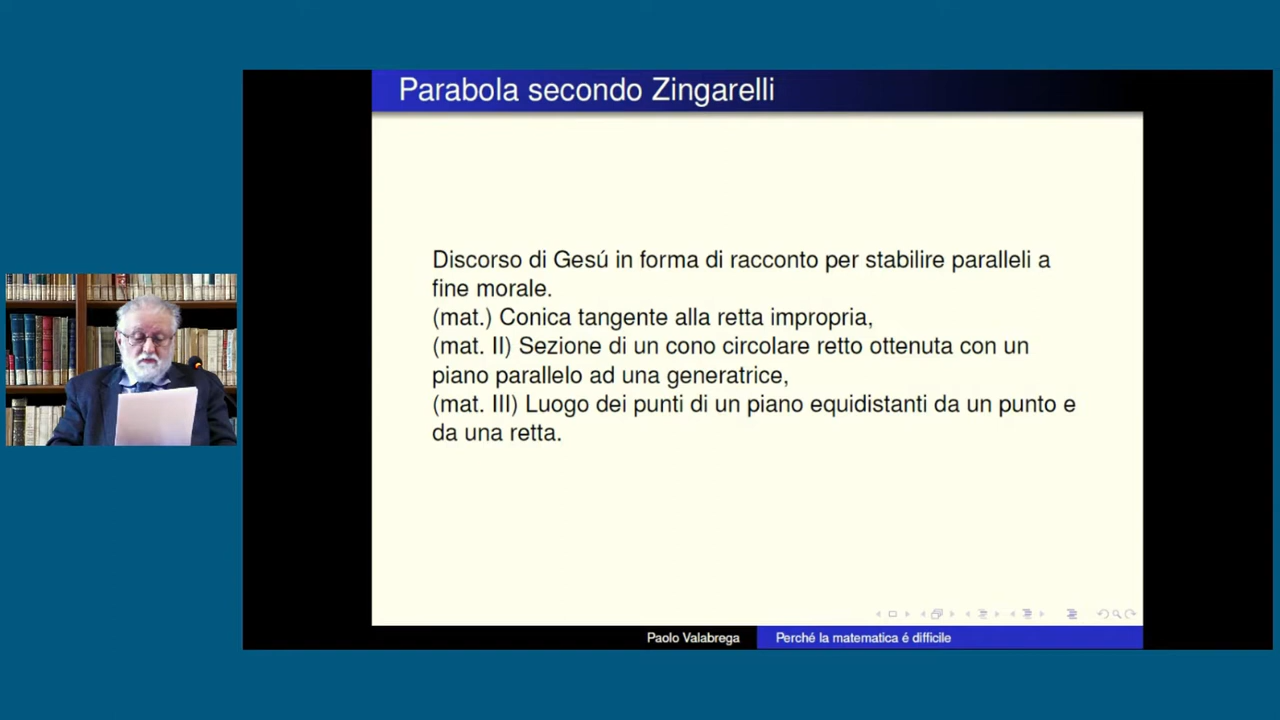 Parabola secondo Zingarelli
Discorso di Gesú in forma di racconto per stabilire paralleli a
fine morale.
(mat.) Conica tangente alla retta impropria,
(mat. II) Sezione di un cono circolare retto ottenuta con un
piano parallelo ad una generatrice,
(mat. III) Luogo dei punti di un piano equidistanti da un punto e
da una retta.
Paolo Valabrega
Perché la matematica é difficile